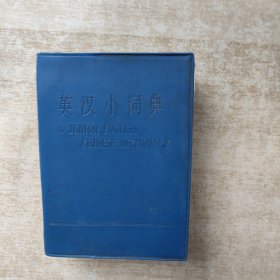 英汉小词典
A JUNIOR ENGLISH-
CHINESE DICTIONARY